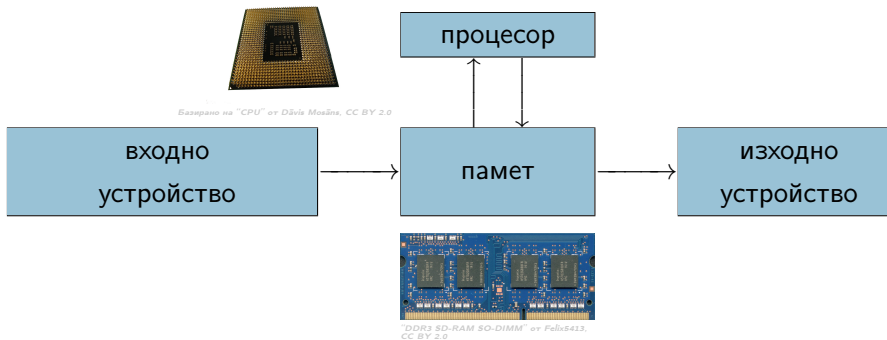 процесор
Базирано на "CPU" от Dāvis Mosāns, CC BY 2.0
входно
устройство
памет
изходно
устройство
"DDR3 SD-RAM SO-DIMM" от FelixS413,
CC BY 2.0